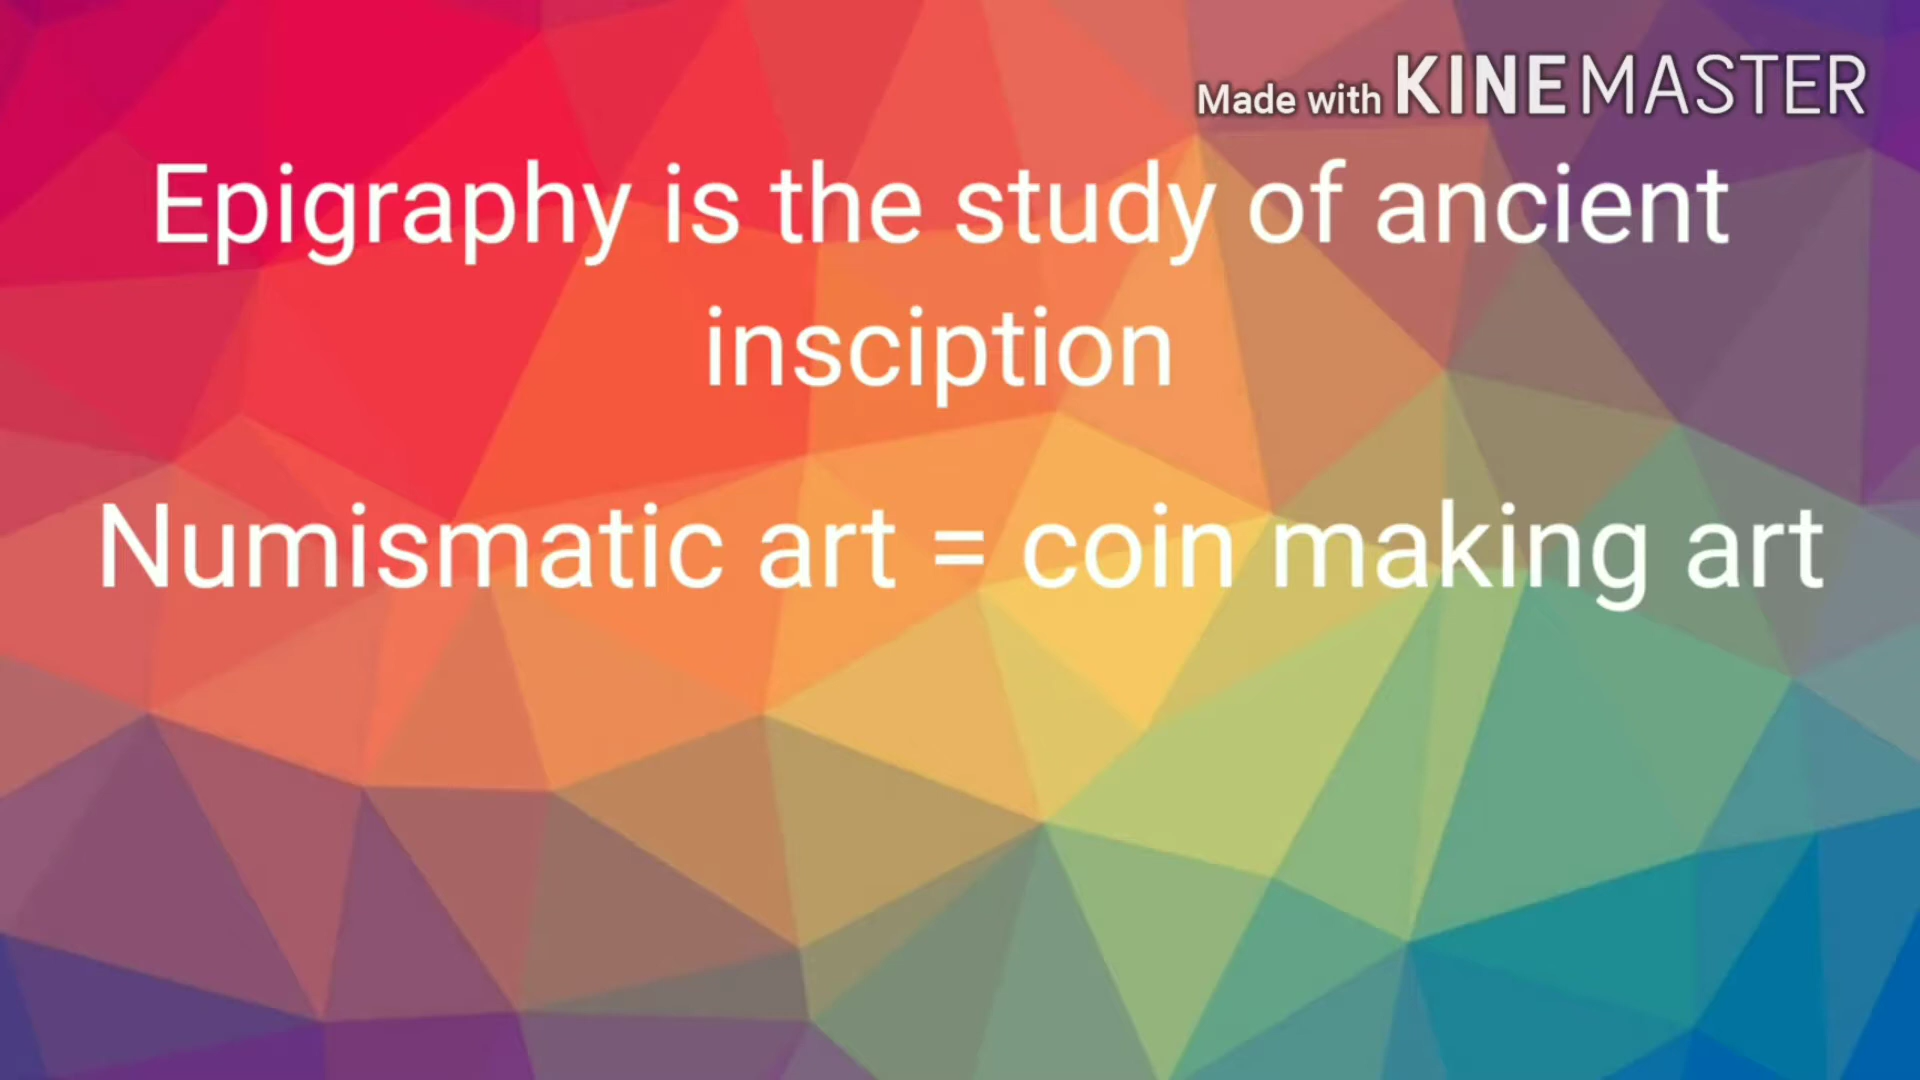 Made with KINEMASTER
Epigraphy is the study of ancient
insciption
Numismatic art = coin making art